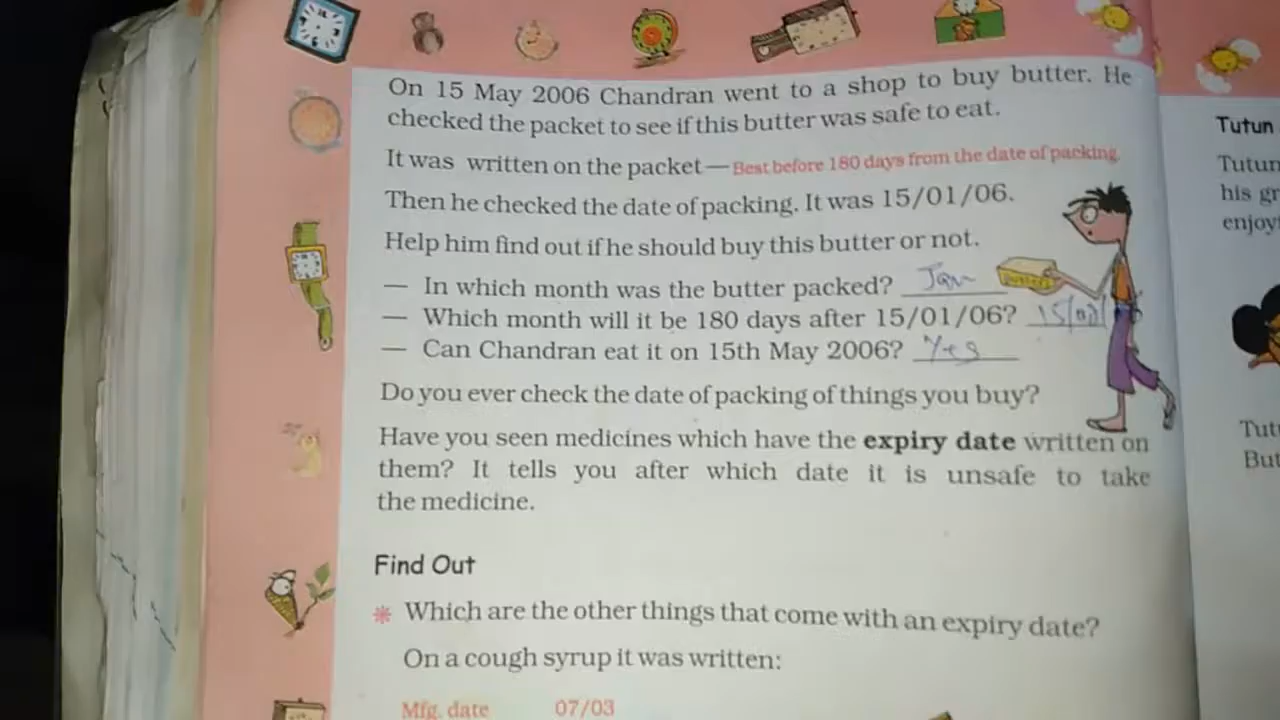 On 15 May 2006 Chandran went to a shop to buy butter. He
checked the packet to see if this butter was safe to eat.
It was written on the packet — Best before 180 days from the date of packing.
Then he checked the date of packing. It was 15/01/06.
Help him find out if he should buy this butter or not.
— In which month was the butter packed? Jan
— Which month will it be 180 days after 15/01/06?
— Can Chandran eat it on 15th May 2006? Yes
Do you ever check the date of packing of things you buy?
Have you seen medicines which have the expiry date written on
them? It tells you after which date it is unsafe to take
the medicine.
Find Out
Which are the other things that come with an expiry date?
On a cough syrup it was written:
Mfg. date 07/03
Tutun
Tutun
his gr
enjoy
Tut
But